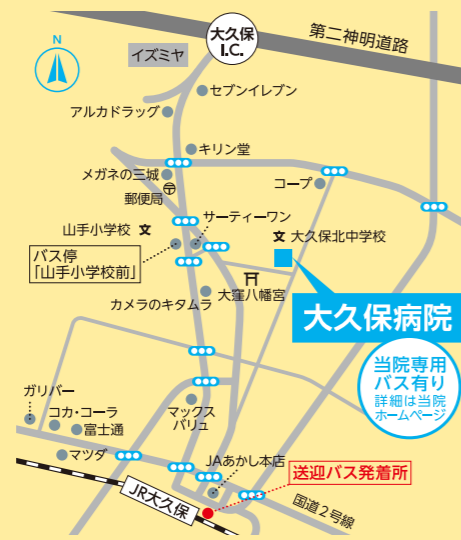 大久保
I.C.
第二神明道路
N
イズミヤ
セブンイレブン
アルカドラッグ
キリン堂
メガネの三城
コープ
郵便局
〒
サーティーワン
山手小学校
文
文
大久保北中学校
バス停
「山手小学校前」
大窪八幡宮
カメラのキタムラ
大久保病院
当院専用
バス有り
詳細は当院
ホームページ
ガリバー
コカ・コーラ
富士通
マックス
バリュ
マツダ
JAあかし本店
送迎バス発着所
JR大久保
国道2号線